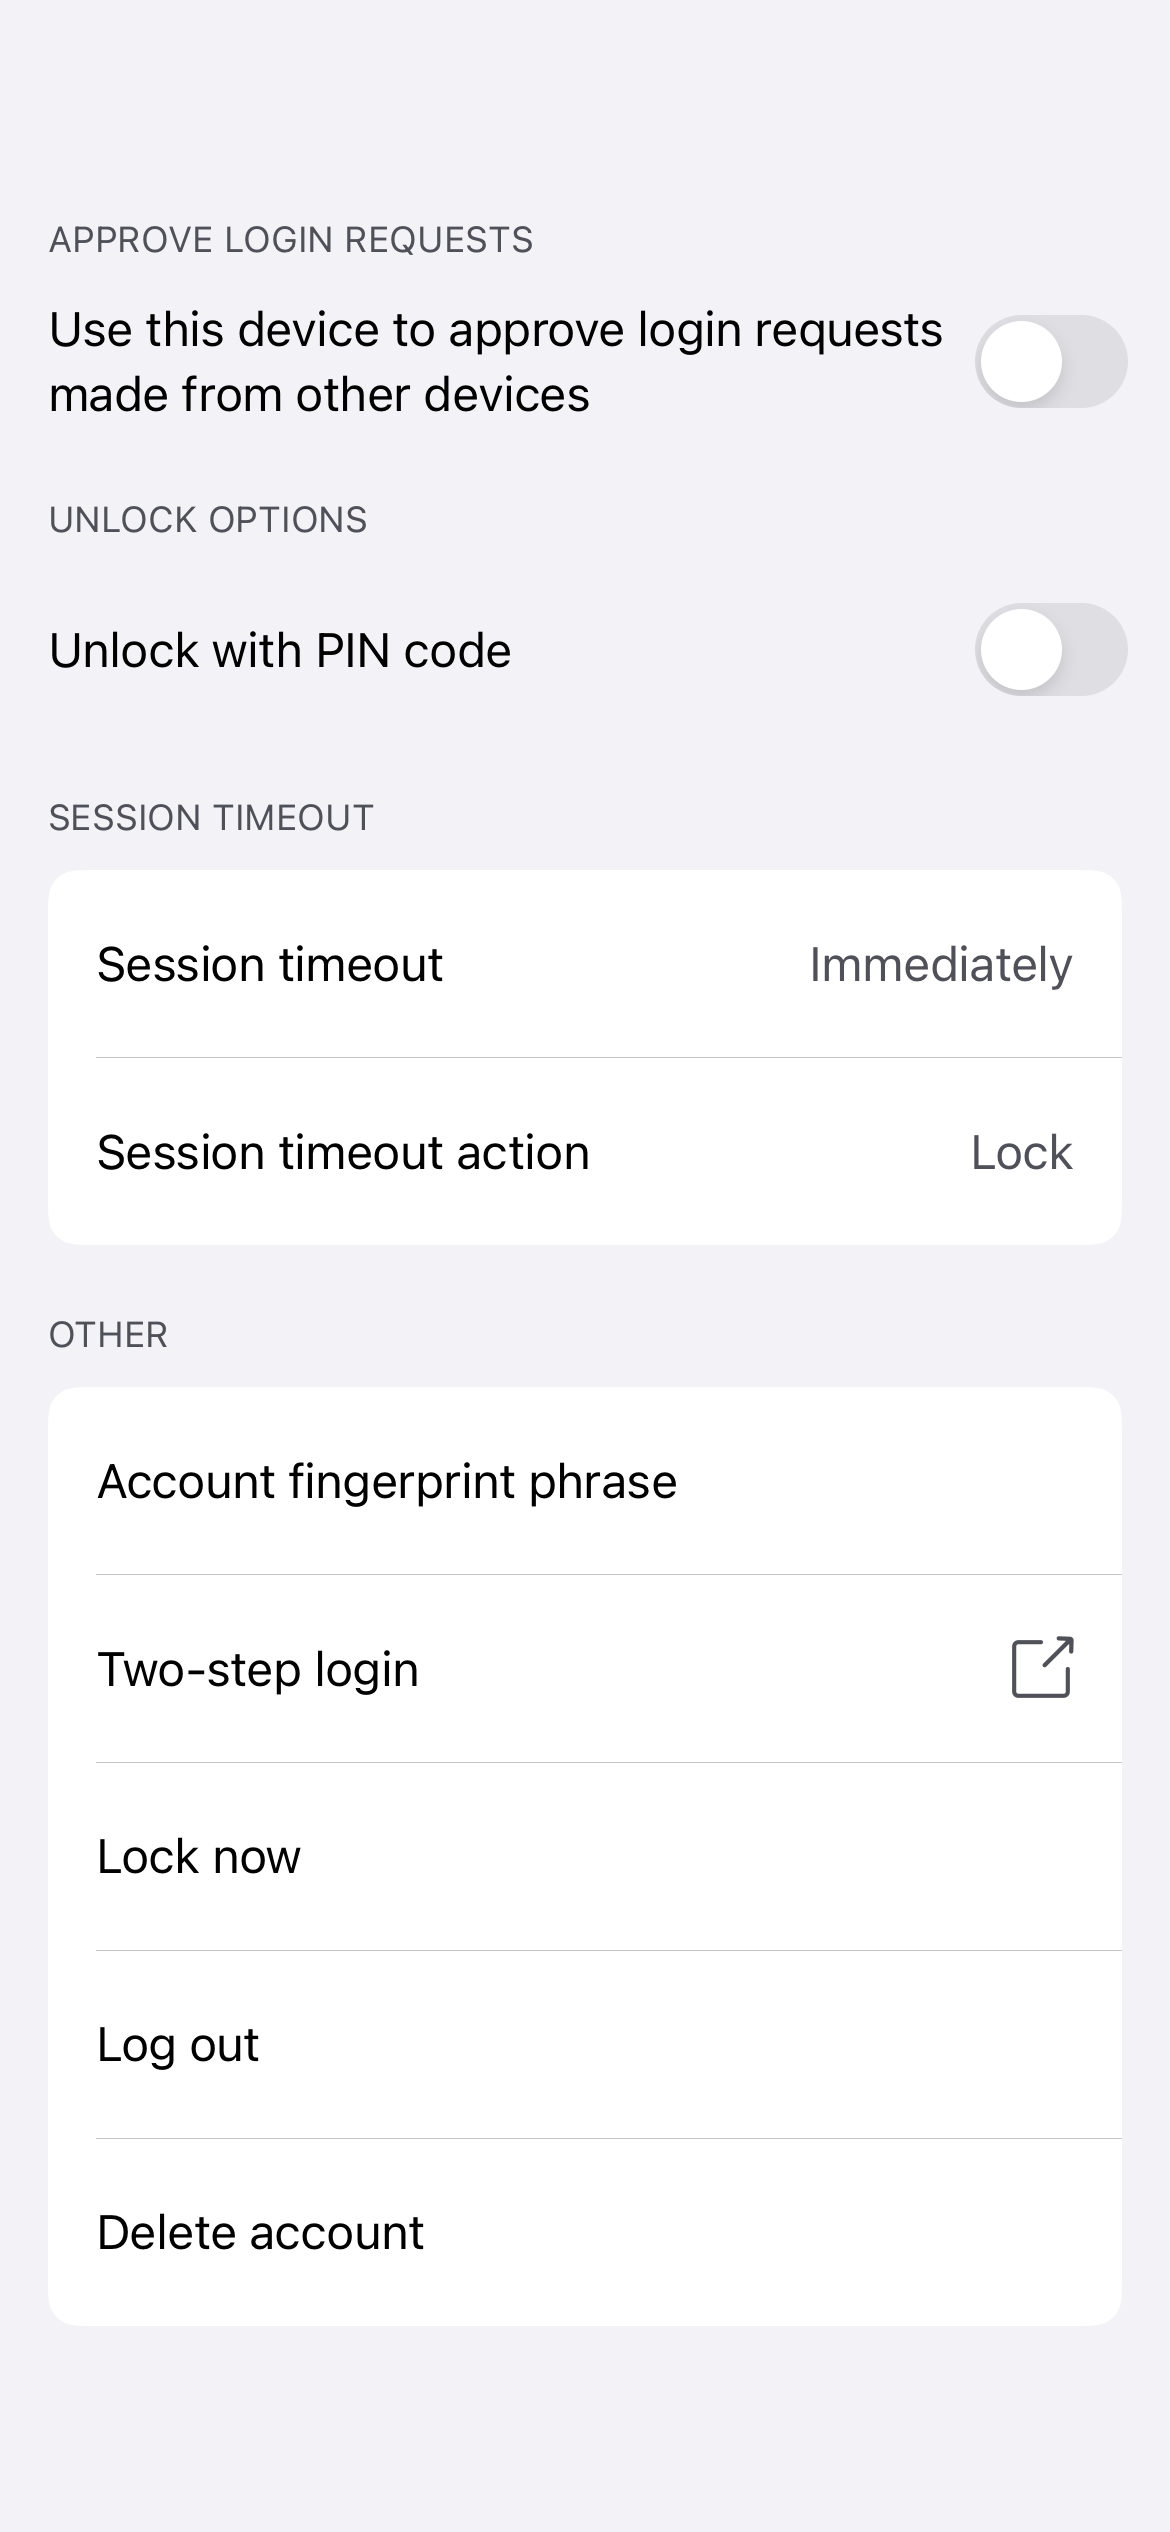 APPROVE LOGIN REQUESTS
Use this device to approve login requests
made from other devices
UNLOCK OPTIONS
Unlock with PIN code
SESSION TIMEOUT
Session timeout Immediately
Session timeout action Lock
OTHER
Account fingerprint phrase
Two-step login
Lock now
Log out
Delete account